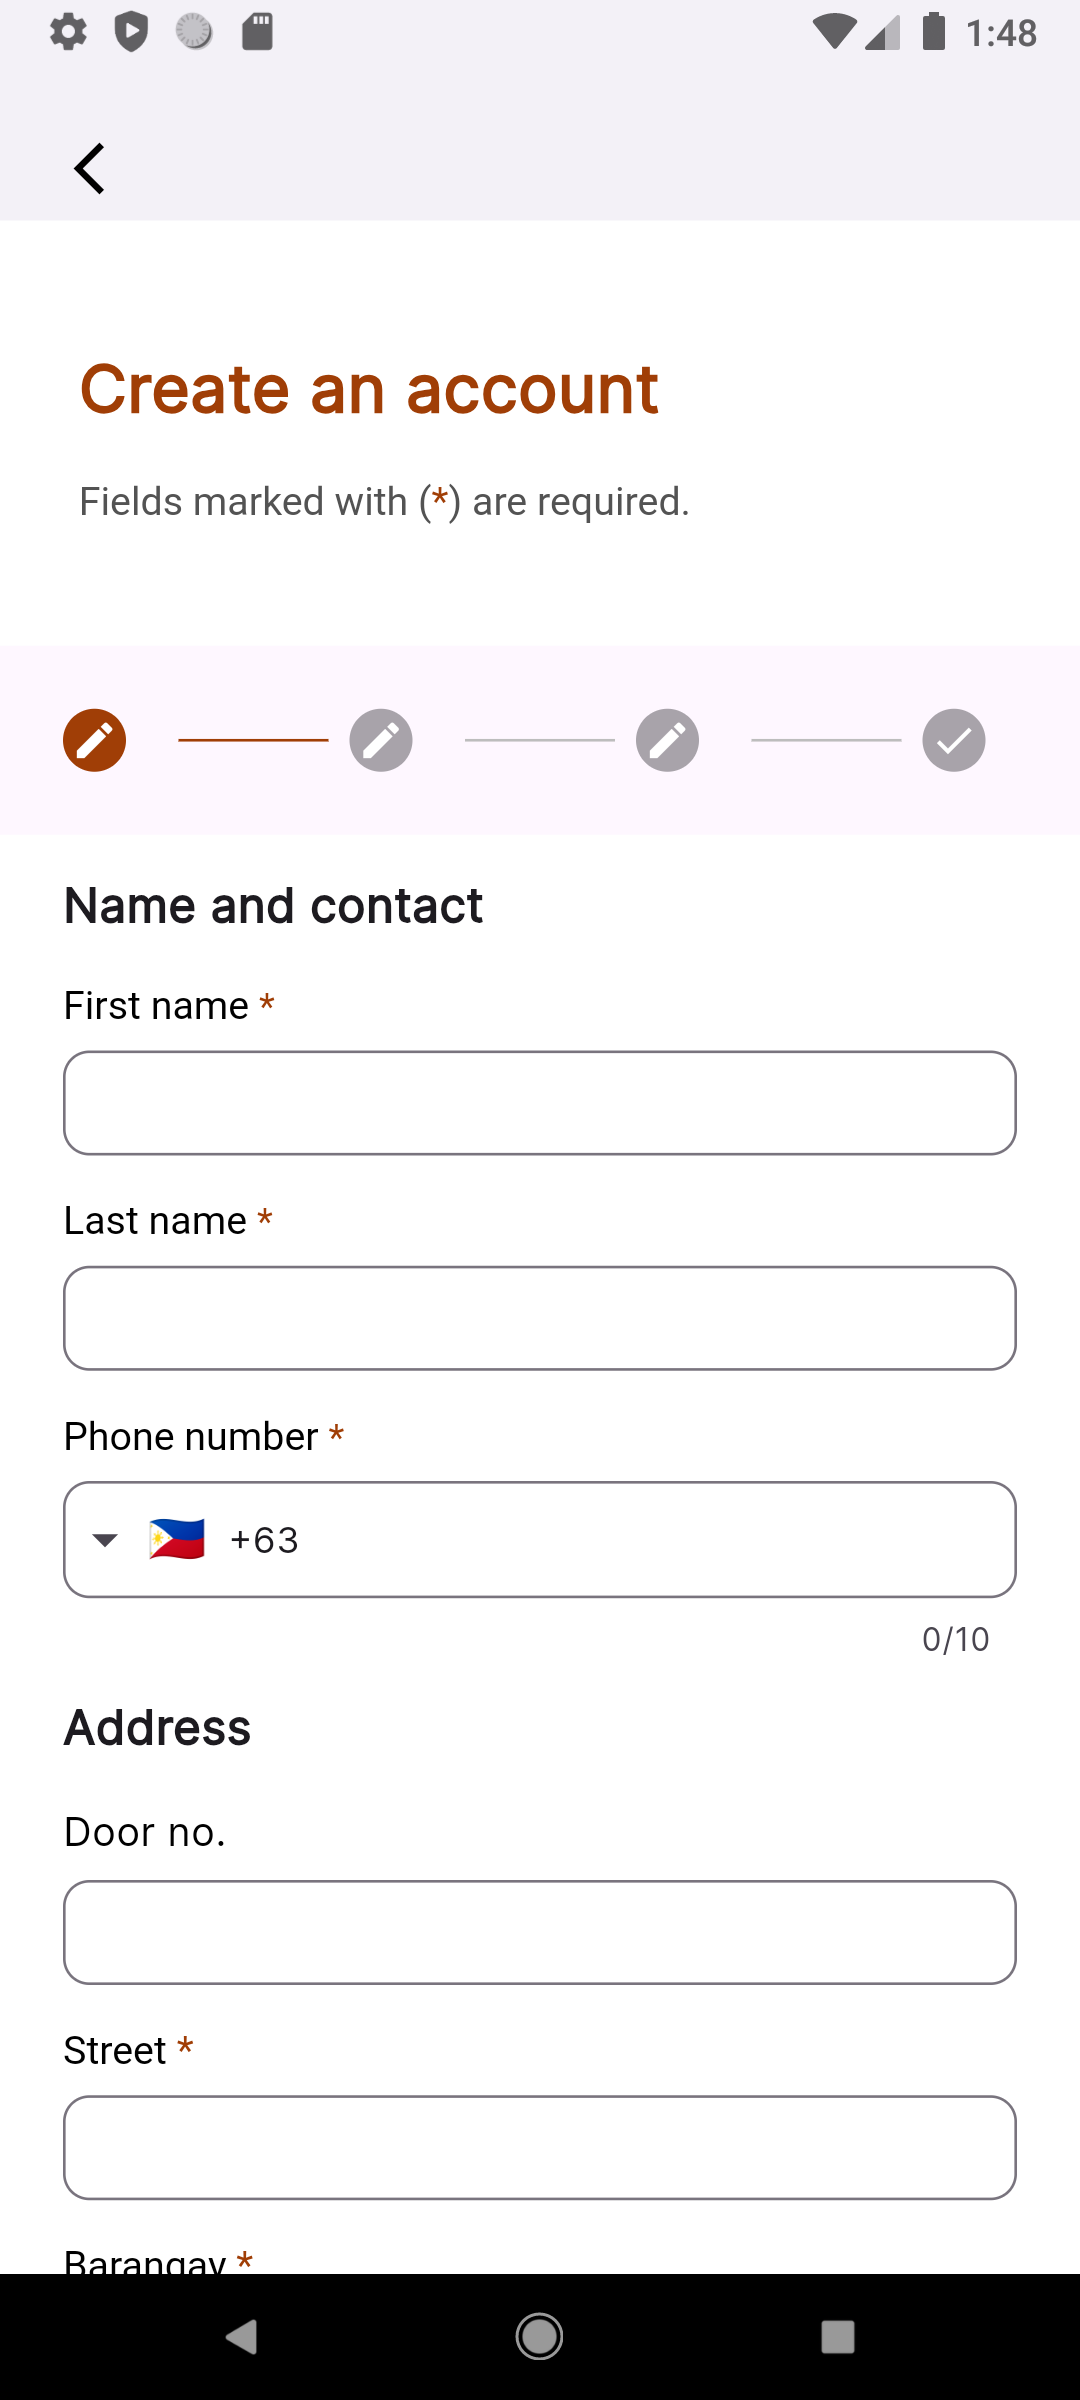 1:48
Create an account
Fields marked with (*) are required.
Name and contact
First name *
Last name *
Phone number *
+63
0/10
Address
Door no.
Street *
Barangay *